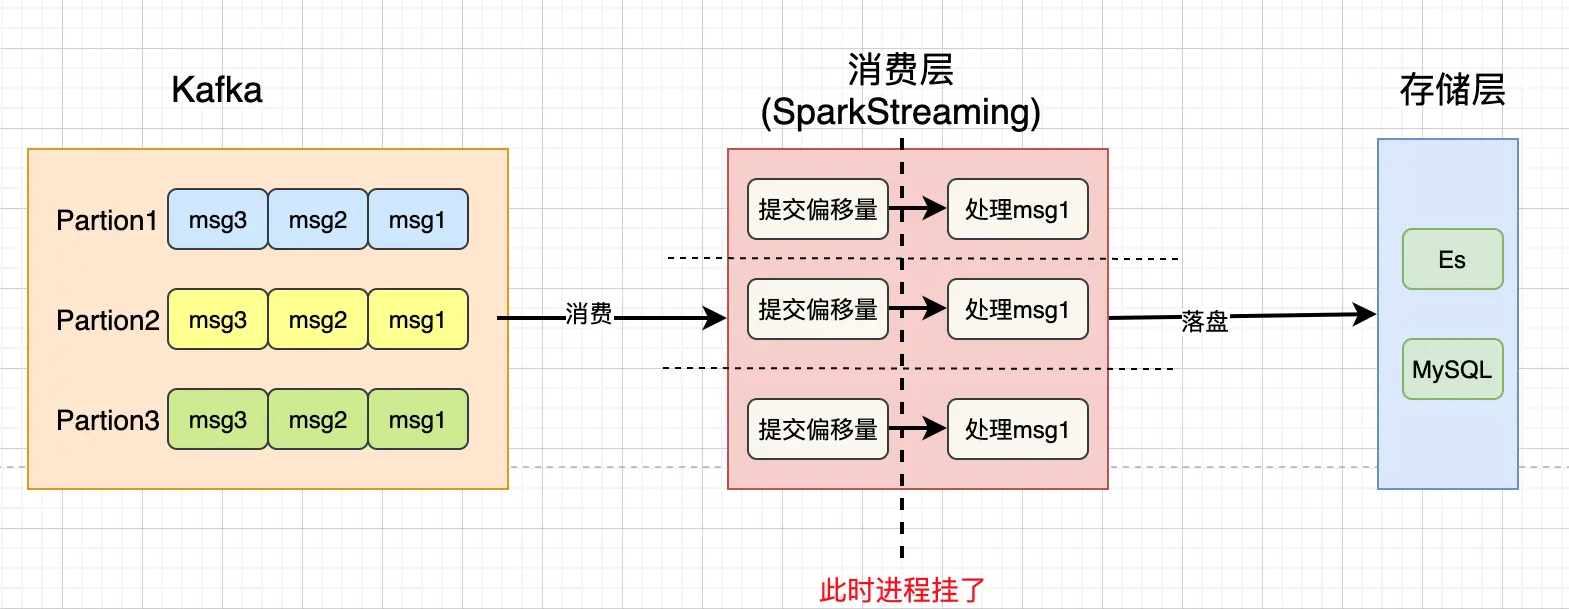 Kafka
消费层
(SparkStreaming)
存储层
Partion1 msg3 msg2 msg1
Partion2 msg3 msg2 msg1
Partion3 msg3 msg2 msg1
消费
提交偏移量 处理msg1
提交偏移量 处理msg1
提交偏移量 处理msg1
落盘
Es
MySQL
此时进程挂了